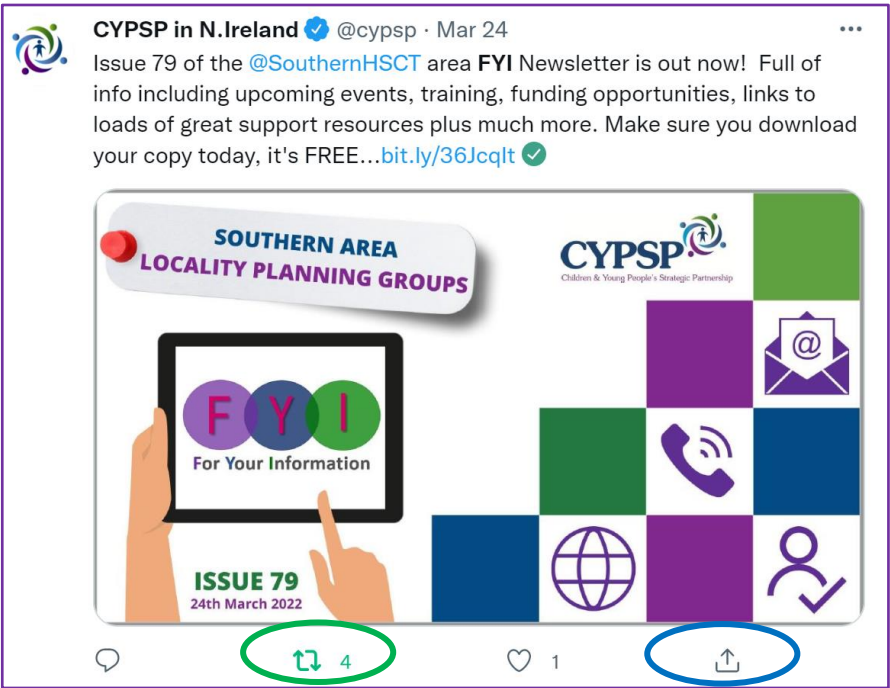 CYPSP in N.Ireland @cypsp · Mar 24
Issue 79 of the @SouthernHSCT area FYI Newsletter is out now! Full of
info including upcoming events, training, funding opportunities, links to
loads of great support resources plus much more. Make sure you download
your copy today, it's FREE...bit.ly/36JcqIt
SOUTHERN AREA
LOCALITY PLANNING GROUPS
CYPSP
Children & Young People's Strategic Partnership
@
F Y I
For Your Information
ISSUE 79
24th March 2022
4
1